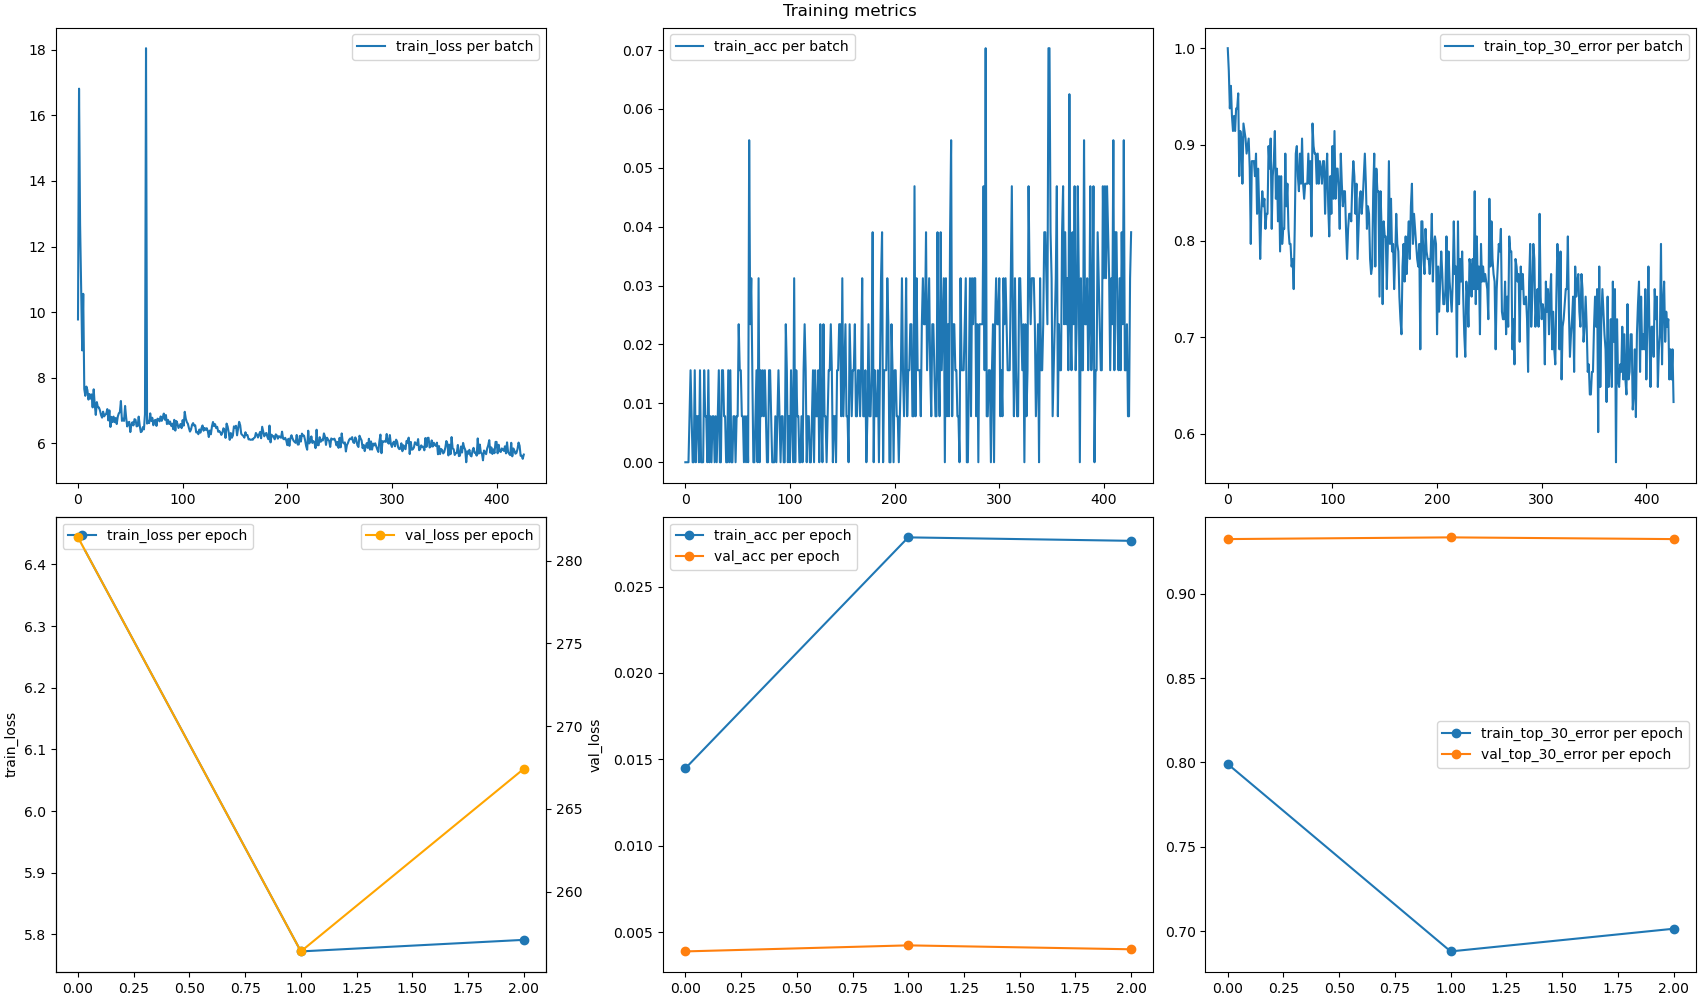 Training metrics
train_loss per batch
18
16
14
12
10
8
6
0 100 200 300 400
train_acc per batch
0.07
0.06
0.05
0.04
0.03
0.02
0.01
0.00
0 100 200 300 400
train_top_30_error per batch
1.0
0.9
0.8
0.7
0.6
0 100 200 300 400
train_loss per epoch
val_loss per epoch
train_loss
6.4
6.3
6.2
6.1
6.0
5.9
5.8
0.00 0.25 0.50 0.75 1.00 1.25 1.50 1.75 2.00
280
275
270
265
260
val_loss
train_acc per epoch
val_acc per epoch
0.025
0.020
0.015
0.010
0.005
0.00 0.25 0.50 0.75 1.00 1.25 1.50 1.75 2.00
train_top_30_error per epoch
val_top_30_error per epoch
0.90
0.85
0.80
0.75
0.70
0.00 0.25 0.50 0.75 1.00 1.25 1.50 1.75 2.00